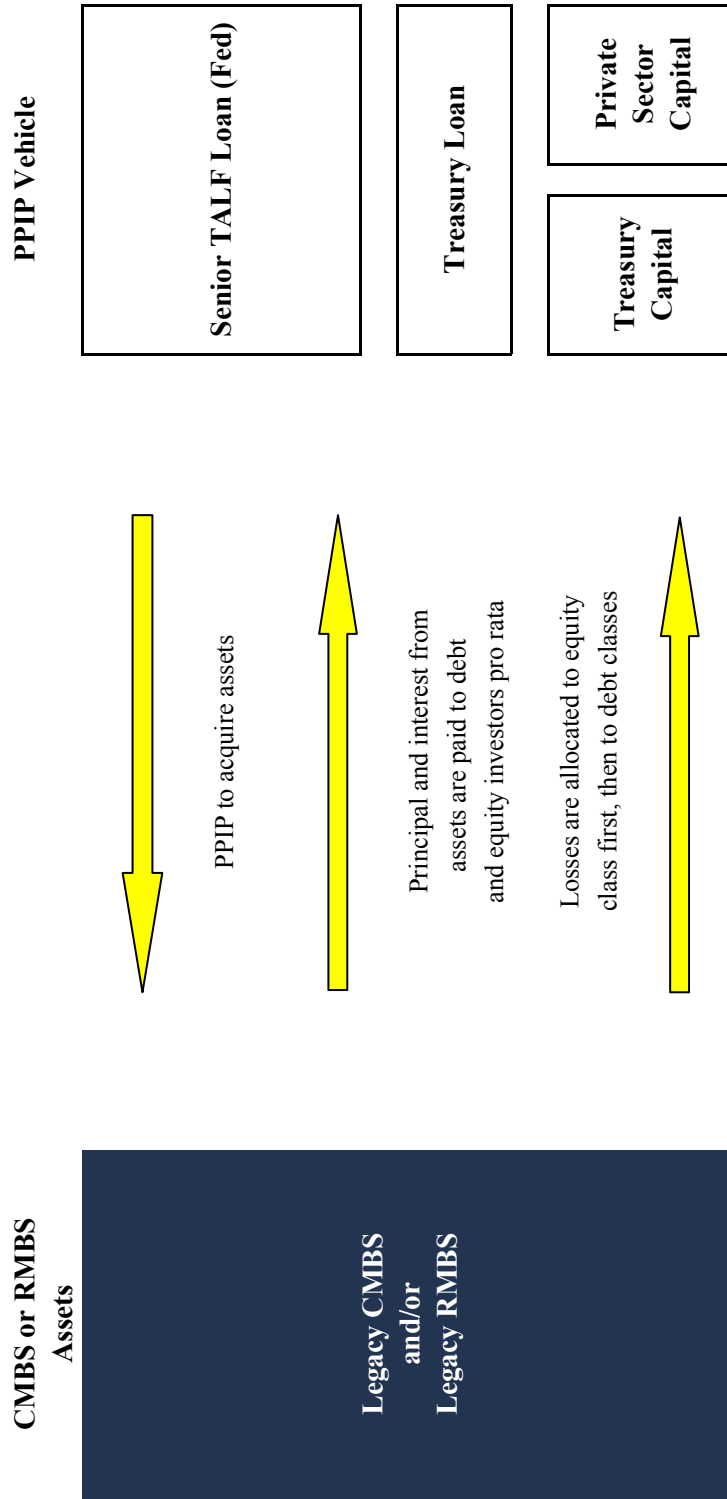 CMBS or RMBS
Assets
PPIP Vehicle
Legacy CMBS
and/or
Legacy RMBS
PPIP to acquire assets
Principal and interest from
assets are paid to debt
and equity investors pro rata
Losses are allocated to equity
class first, then to debt classes
Senior TALF Loan (Fed)
Treasury Loan
Treasury
Capital
Private
Sector
Capital